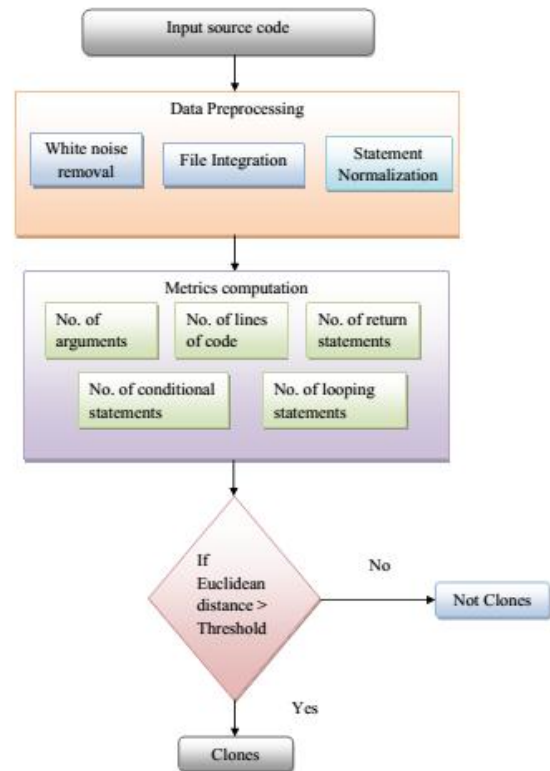 Input source code
Data Preprocessing
White noise
removal
File Integration
Statement
Normalization
Metrics computation
No. of
arguments
No. of lines
of code
No. of return
statements
No. of conditional
statements
No. of looping
statements
If
Euclidean
distance >
Threshold
No
Not Clones
Yes
Clones